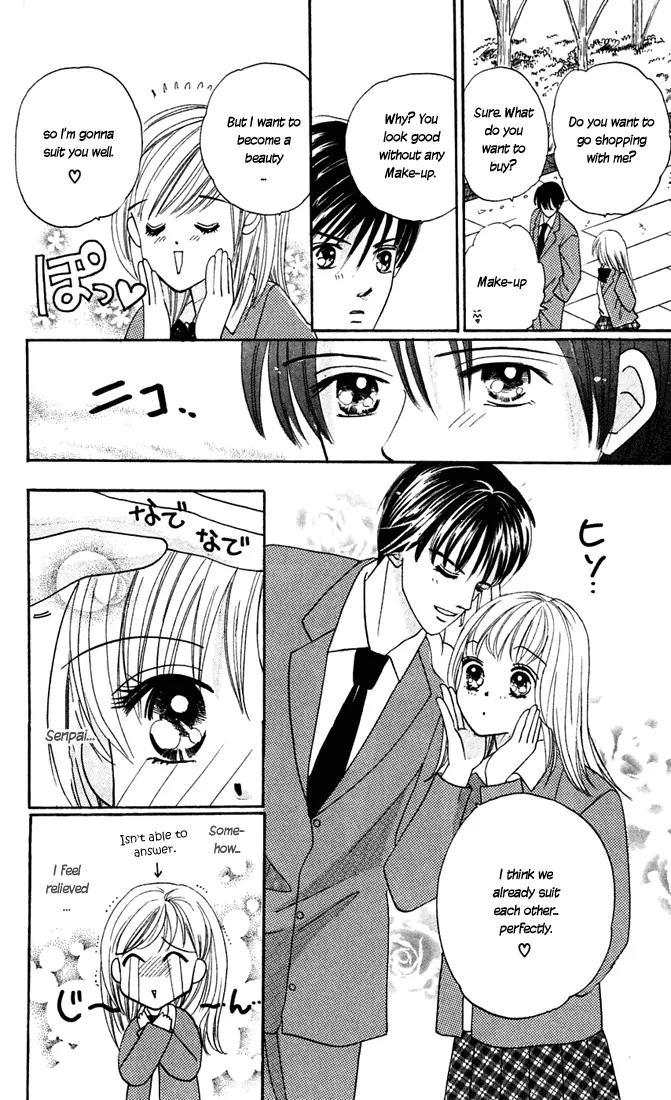 Do you want to
go shopping
with me?
Sure. What
do you
want to
buy?
Make-up
Why? You
look good
without any
Make-up.
But I want to
become a
beauty
...
so I'm gonna
suit you well.
♡
ぽっ♡
ニコ..
ヒソ...
I think we
already suit
each other...
perfectly.
♡
なで
なで
Senpai...
Some-
how...
Isn't able to
answer.
↓
I Feel
relieved
...
じ~~ん...